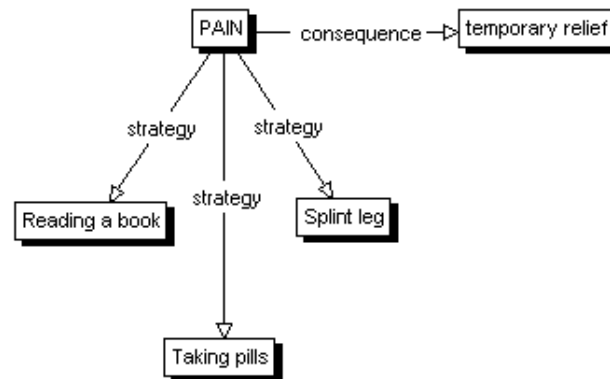 PAIN
consequence
temporary relief
strategy
strategy
strategy
Reading a book
Splint leg
Taking pills